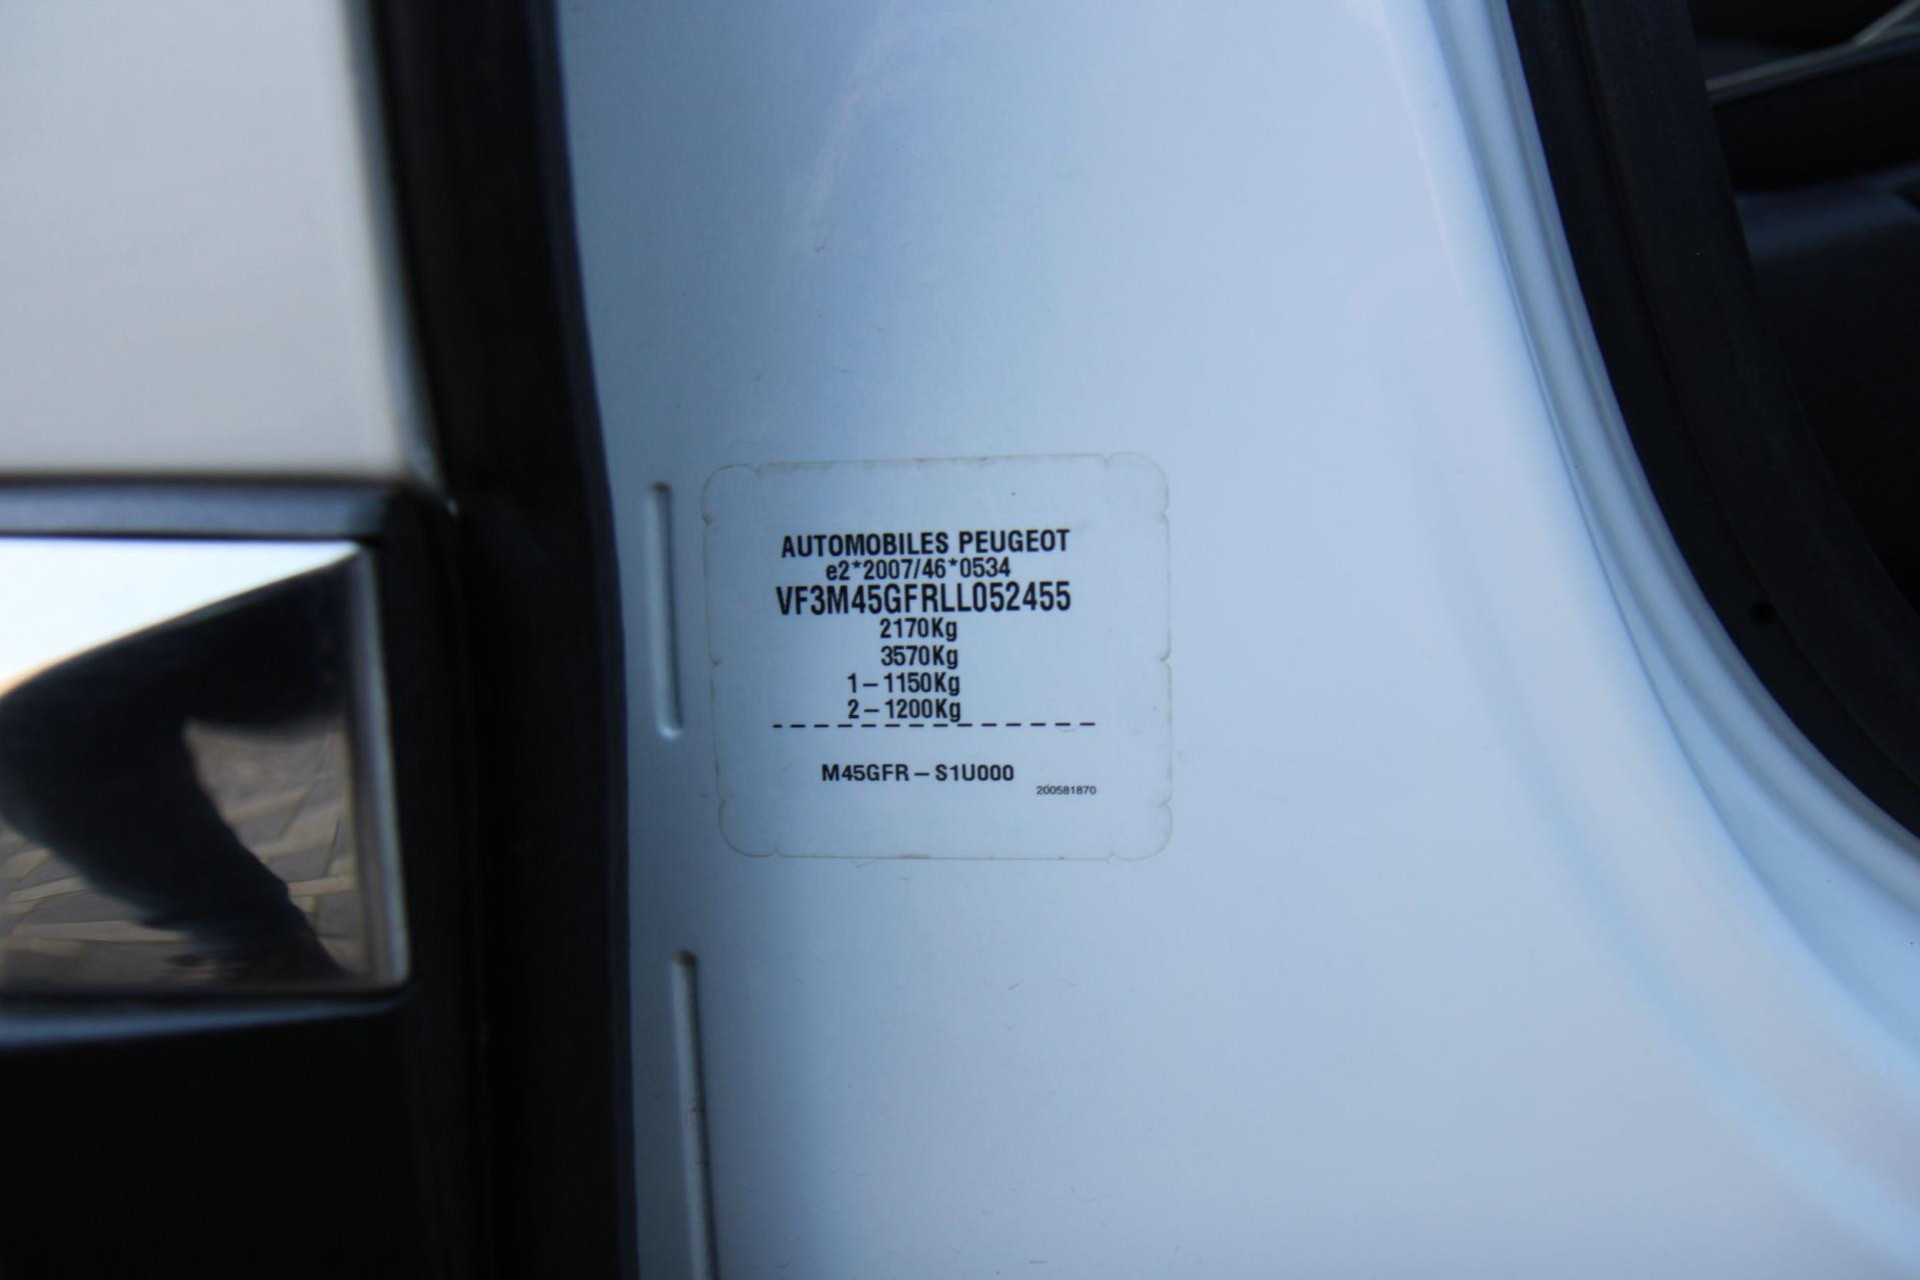 AUTOMOBILES PEUGEOT
e2*2007/46*0534
VF3M45GFRLL052455
2170Kg
3570Kg
1-1150Kg
2-1200Kg
M45GFR-S1U000
200581870